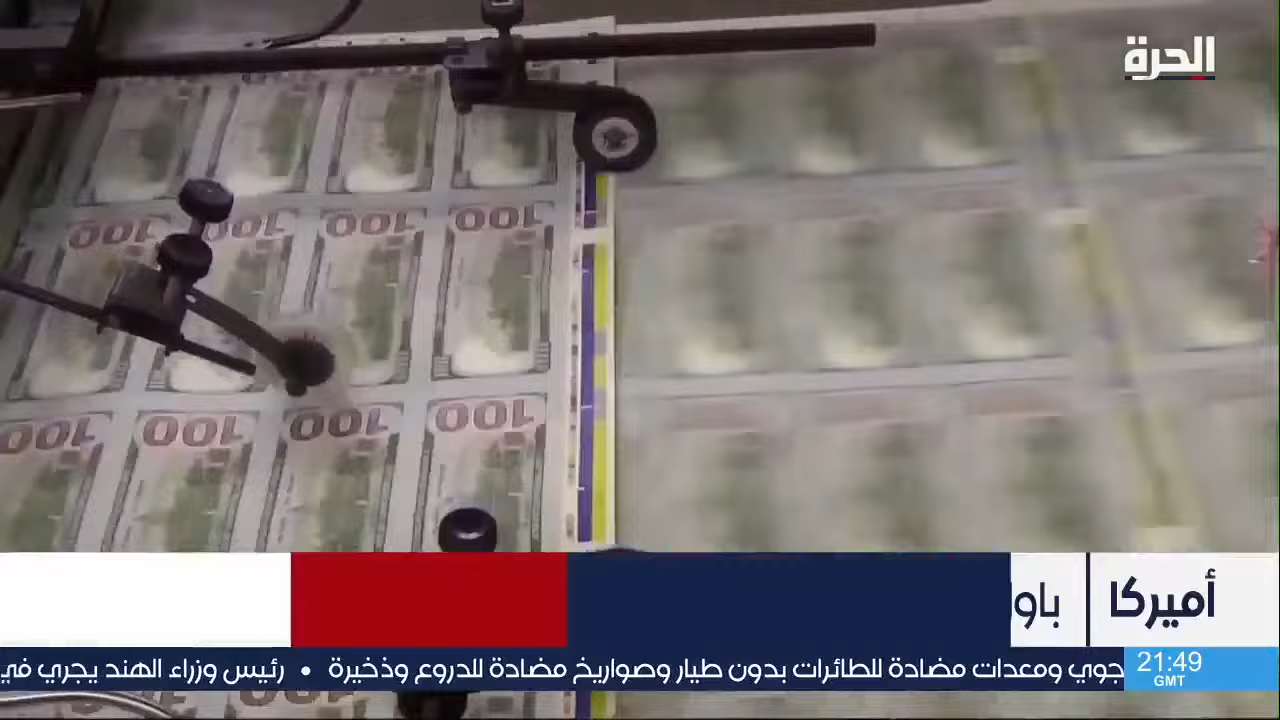 الحرة
100 100 100 100
100 100 100 100
أميركا
باو
جوي ومعدات مضادة للطائرات بدون طيار وصواريخ مضادة للدروع وذخيرة • رئيس وزراء الهند يجري في
21:49
GMT